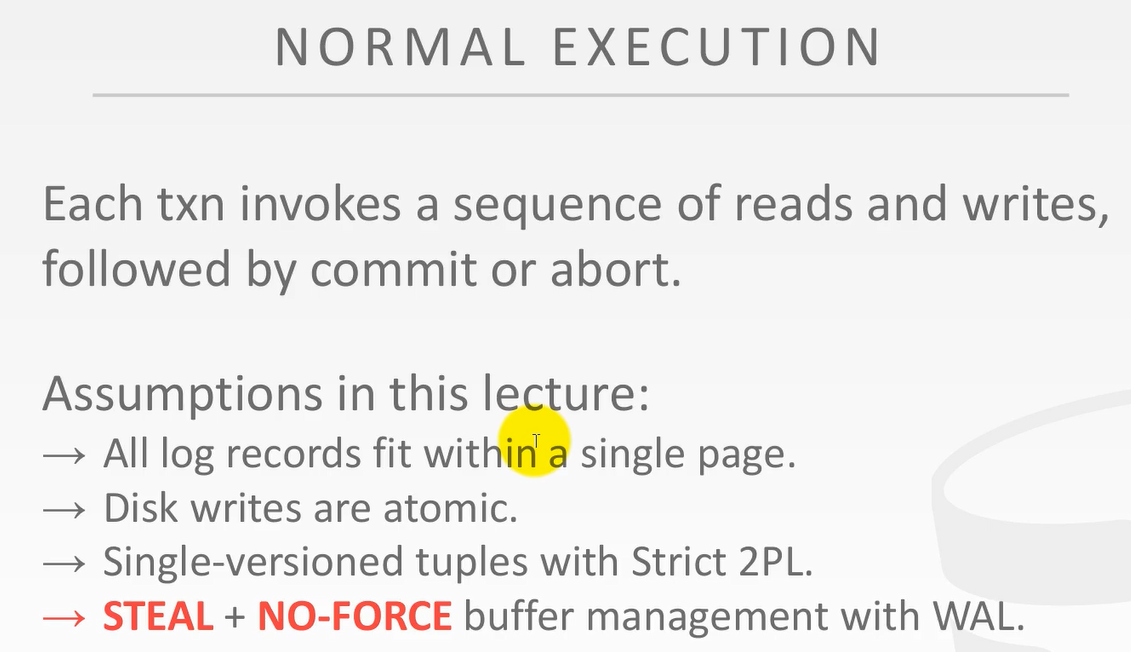 NORMAL EXECUTION
Each txn invokes a sequence of reads and writes,
followed by commit or abort.
Assumptions in this lecture:
→ All log records fit within a single page.
→ Disk writes are atomic.
→ Single-versioned tuples with Strict 2PL.
→ STEAL + NO-FORCE buffer management with WAL.